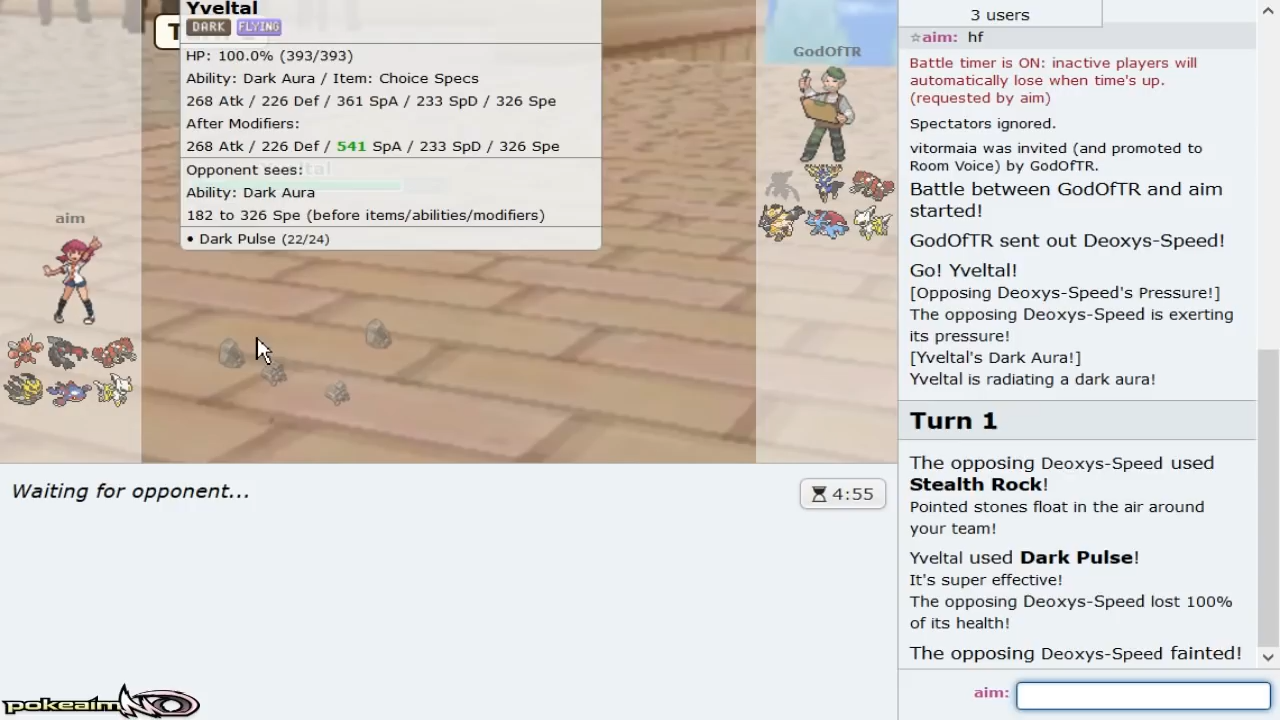 Yveltal
DARK FLYING
HP: 100.0% (393/393)
Ability: Dark Aura / Item: Choice Specs
268 Atk / 226 Def / 361 SpA / 233 SpD / 326 Spe
After Modifiers:
268 Atk / 226 Def / 541 SpA / 233 SpD / 326 Spe
Opponent sees:
Ability: Dark Aura
182 to 326 Spe (before items/abilities/modifiers)
• Dark Pulse (22/24)
aim
GodOfTR
Waiting for opponent...
4:55
pokeaim
3 users
☆aim: hf
Battle timer is ON: inactive players will
automatically lose when time's up.
(requested by aim)
Spectators ignored.
vitormaia was invited (and promoted to
Room Voice) by GodOfTR.
Battle between GodOfTR and aim
started!
GodOfTR sent out Deoxys-Speed!
Go! Yveltal!
[Opposing Deoxys-Speed's Pressure!]
The opposing Deoxys-Speed is exerting
its pressure!
[Yveltal's Dark Aura!]
Yveltal is radiating a dark aura!
Turn 1
The opposing Deoxys-Speed used
Stealth Rock!
Pointed stones float in the air around
your team!
Yveltal used Dark Pulse!
It's super effective!
The opposing Deoxys-Speed lost 100%
of its health!
The opposing Deoxys-Speed fainted!
aim: